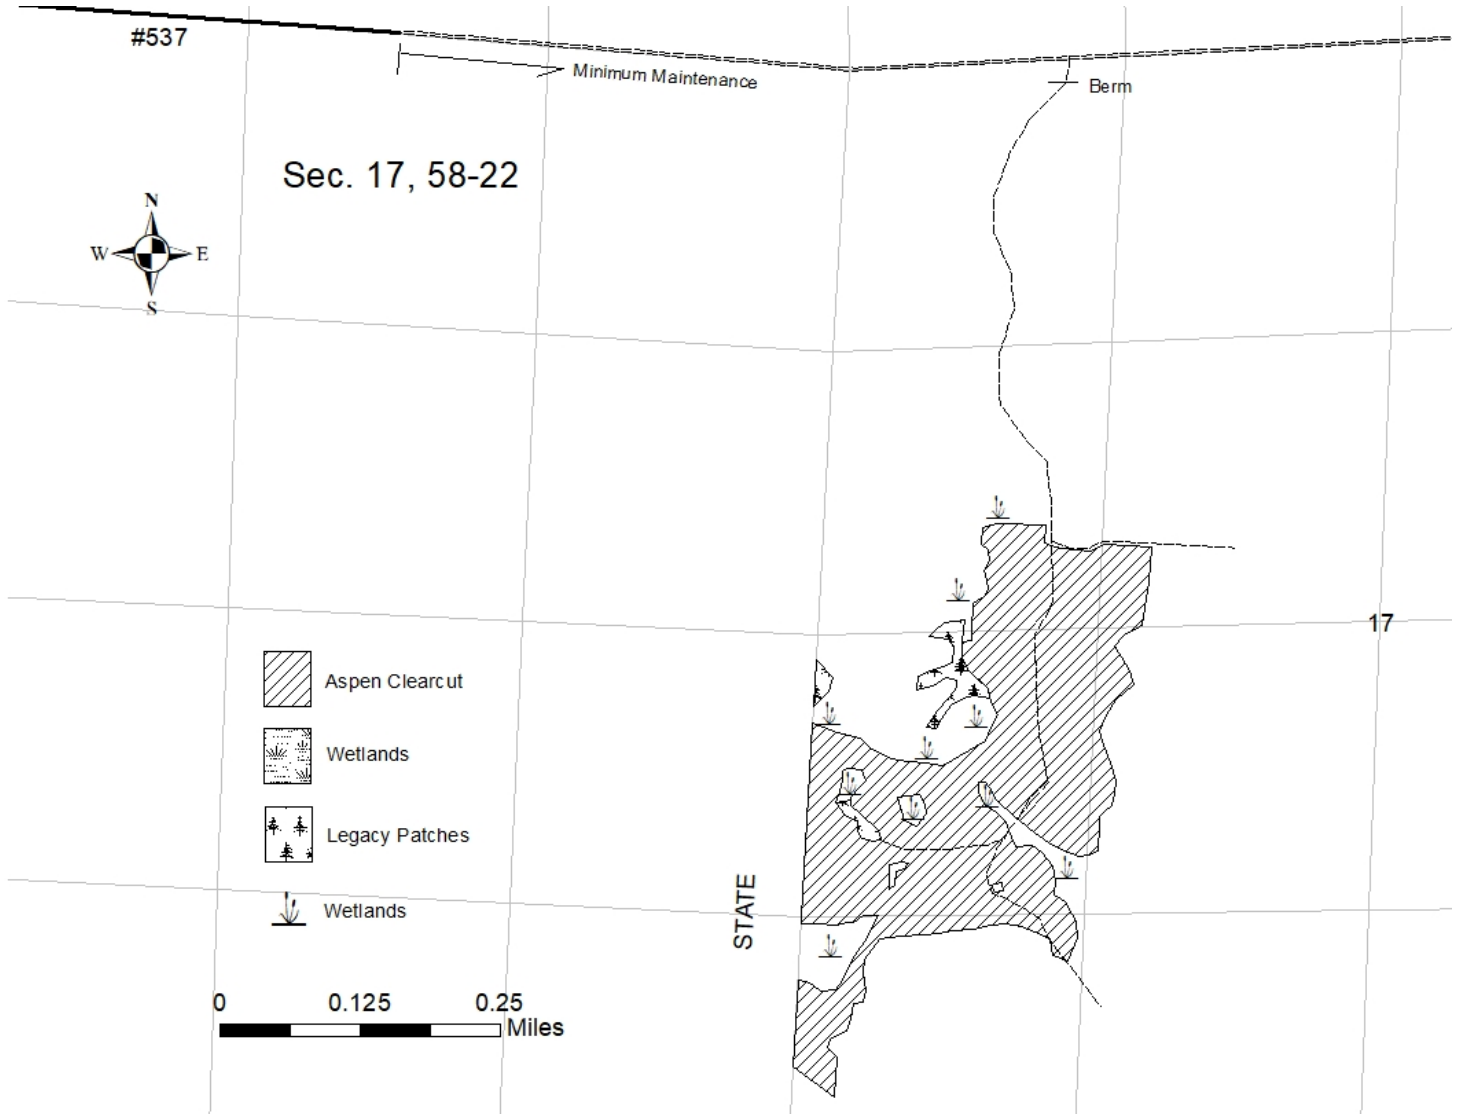 #537
Minimum Maintenance
Berm
Sec. 17, 58-22
N
W E
S
17
Aspen Clearcut
Wetlands
Legacy Patches
Wetlands
STATE
0 0.125 0.25
Miles